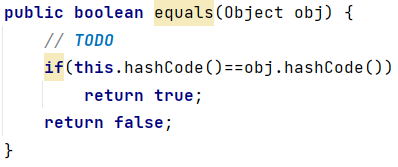 public boolean equals(Object obj) {
    // TODO
    if(this.hashCode()==obj.hashCode())
        return true;
    return false;
}